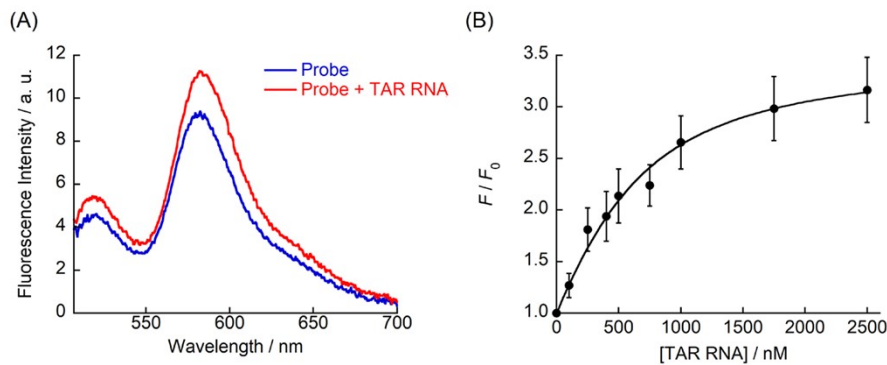 (A)
Fluorescence Intensity / a. u.
12
10
8
6
4
2
0
550
600
650
700
Wavelength / nm
Probe
Probe + TAR RNA
(B)
F / F0
3.5
3.0
2.5
2.0
1.5
1.0
0
500
1000
1500
2000
2500
[TAR RNA] / nM